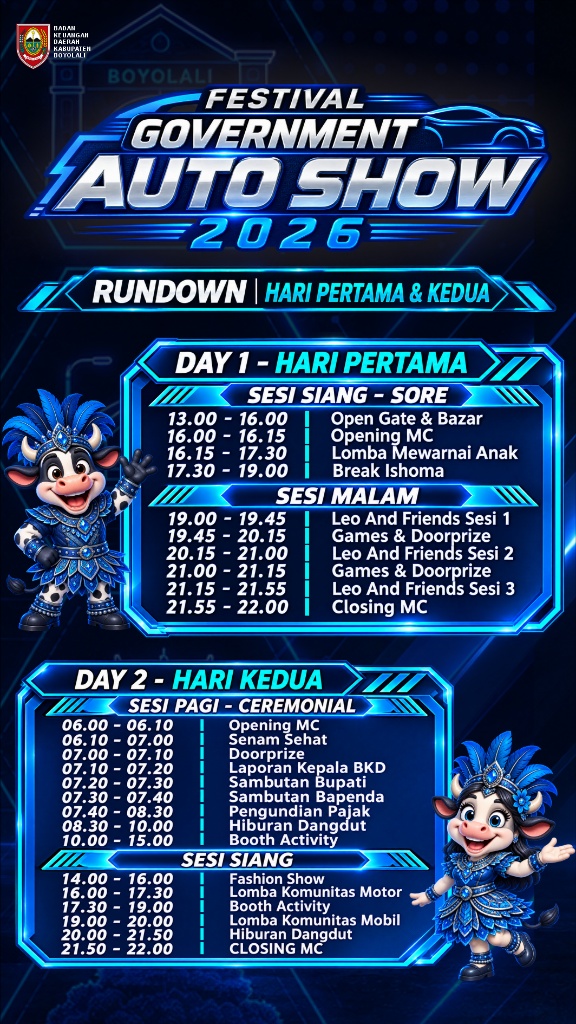 BADAN
KEUANGAN
DAERAH
KABUPATEN
BOYOLALI
BOYOLALI
FESTIVAL
GOVERNMENT
AUTO SHOW
2026
RUNDOWN | HARI PERTAMA & KEDUA
DAY 1 - HARI PERTAMA
SESI SIANG - SORE
13.00 - 16.00 | Open Gate & Bazar
16.00 - 16.15 | Opening MC
16.15 - 17.30 | Lomba Mewarnai Anak
17.30 - 19.00 | Break Ishoma
SESI MALAM
19.00 - 19.45 | Leo And Friends Sesi 1
19.45 - 20.15 | Games & Doorprize
20.15 - 21.00 | Leo And Friends Sesi 2
21.00 - 21.15 | Games & Doorprize
21.15 - 21.55 | Leo And Friends Sesi 3
21.55 - 22.00 | Closing MC
DAY 2 - HARI KEDUA
SESI PAGI - CEREMONIAL
06.00 - 06.10 | Opening MC
06.10 - 07.00 | Senam Sehat
07.00 - 07.10 | Doorprize
07.10 - 07.20 | Laporan Kepala BKD
07.20 - 07.30 | Sambutan Bupati
07.30 - 07.40 | Sambutan Bapenda
07.40 - 08.30 | Pengundian Pajak
08.30 - 10.00 | Hiburan Dangdut
10.00 - 15.00 | Booth Activity
SESI SIANG
14.00 - 16.00 | Fashion Show
16.00 - 17.30 | Lomba Komunitas Motor
17.30 - 19.00 | Booth Activity
19.00 - 20.00 | Lomba Komunitas Mobil
20.00 - 21.50 | Hiburan Dangdut
21.50 - 22.00 | CLOSING MC